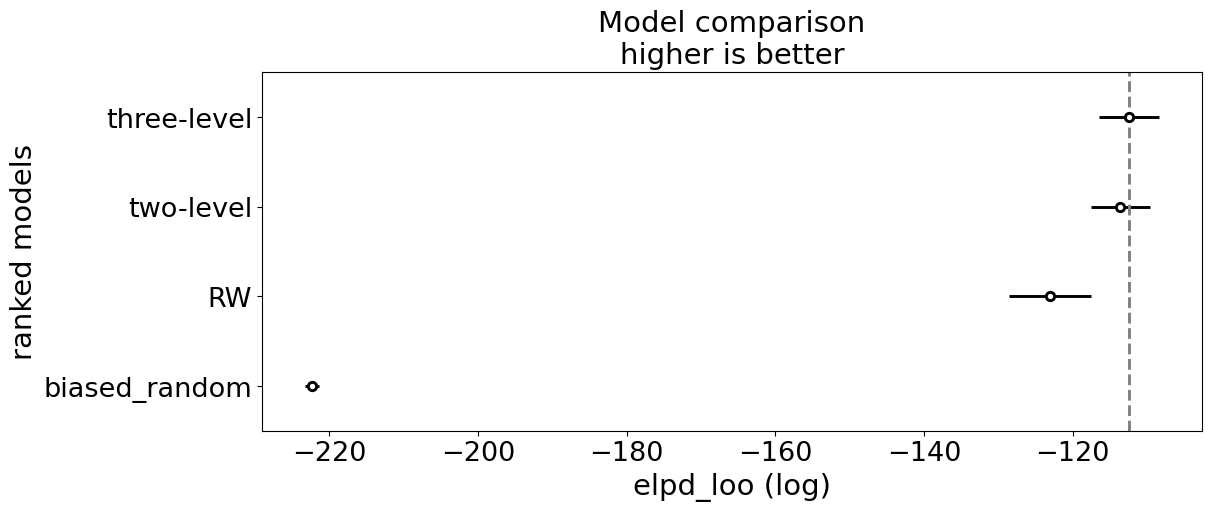 Model comparison
higher is better
ranked models
three-level
two-level
RW
biased_random
−220
−200
−180
−160
−140
−120
elpd_loo (log)